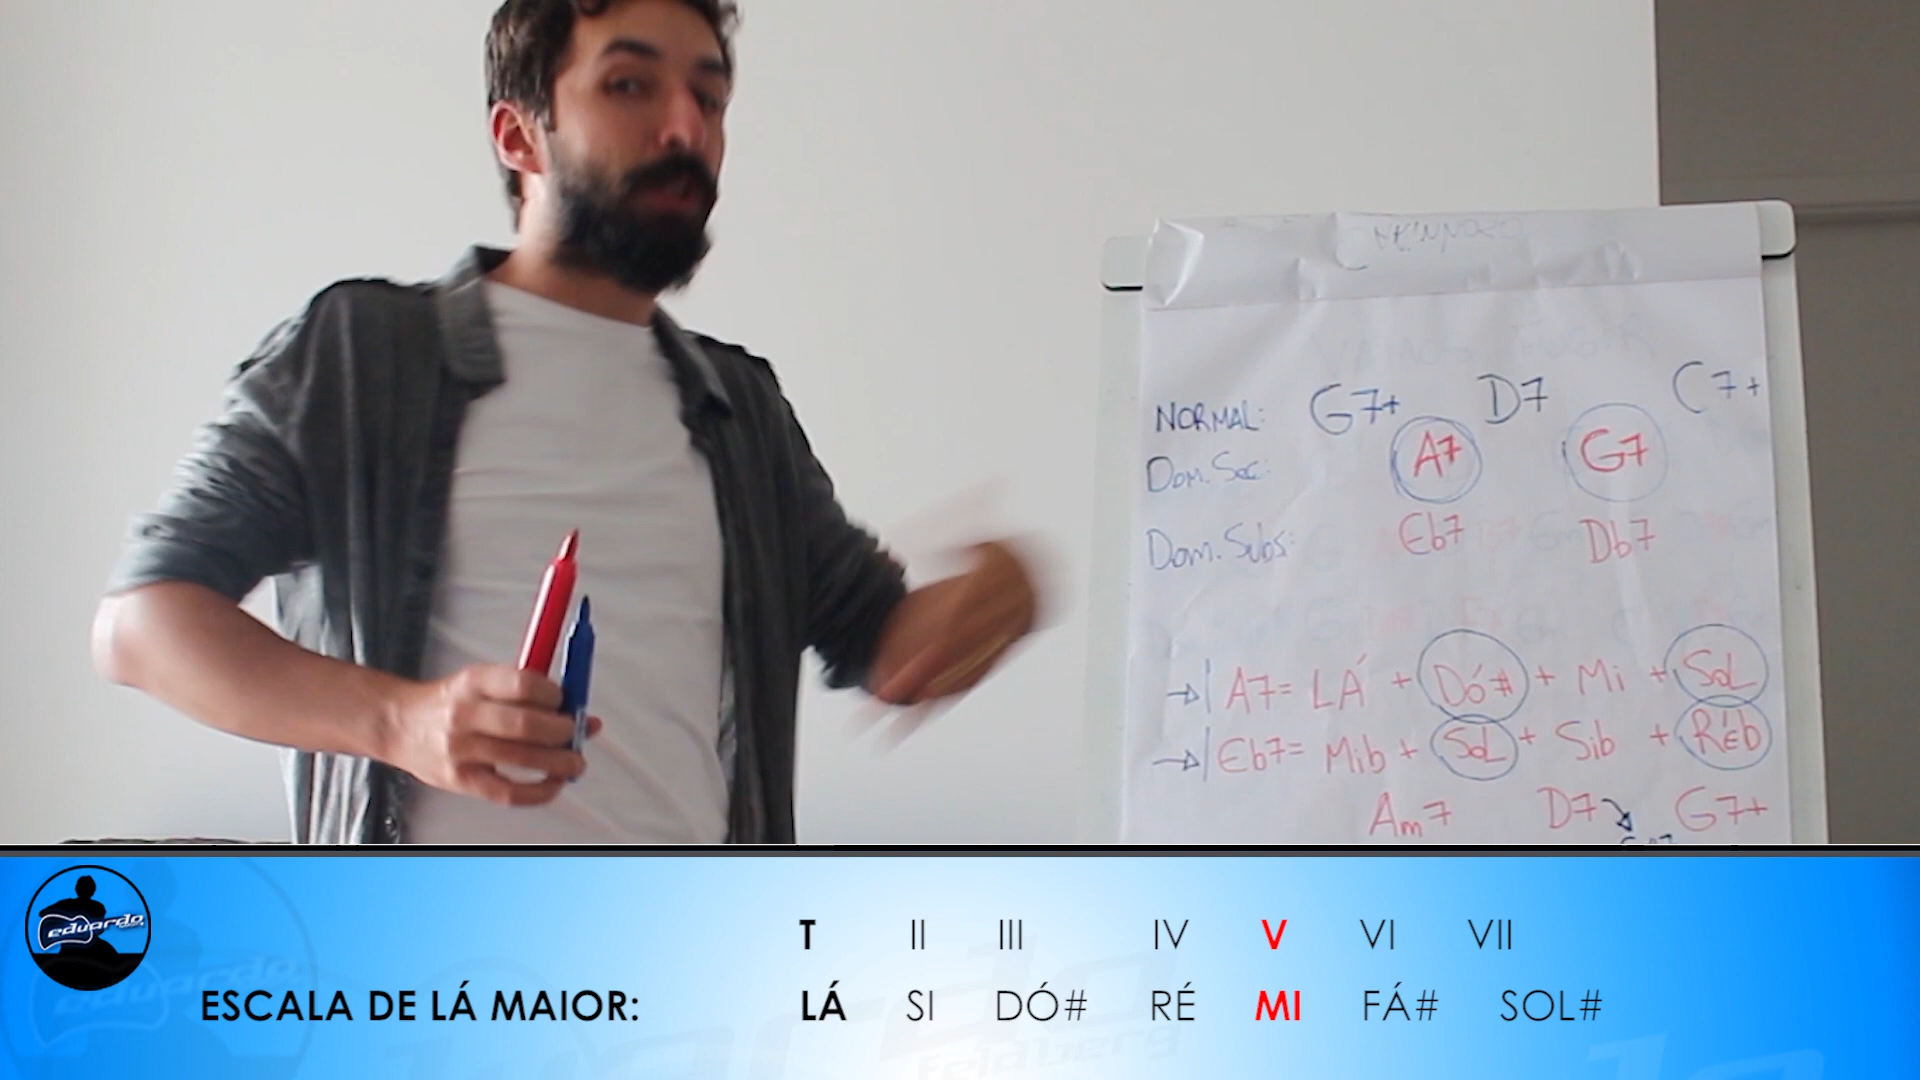 NORMAL: G7+ D7 C7+
Dom. Sec: A7 G7
Dom. Subs: Eb7 Db7
→| A7= LÁ + DÓ# + Mi + SOL
→| Eb7= Mib + SOL + Sib + RÉb
Am7 D7 G7+
eduardo
T II III IV V VI VII
ESCALA DE LÁ MAIOR: LÁ SI DÓ# RÉ MI FÁ# SOL#